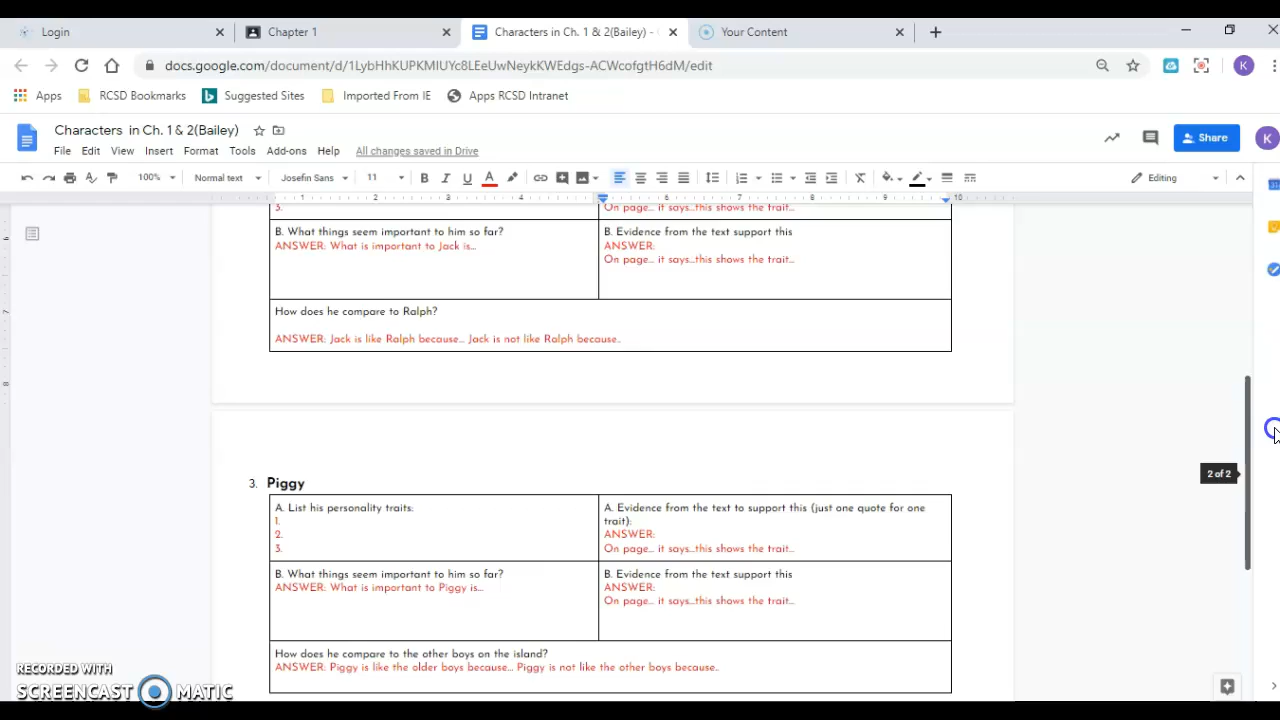 Login
Chapter 1
Characters in Ch. 1 & 2(Bailey) -
Your Content
docs.google.com/document/d/1LybHhKUPKMIUYc8LEeUwNeykKWEdgs-ACWcofgtH6dM/edit
K
Apps
RCSD Bookmarks
Suggested Sites
Imported From IE
Apps RCSD Intranet
Characters in Ch. 1 & 2(Bailey)
File Edit View Insert Format Tools Add-ons Help All changes saved in Drive
Share
K
100% Normal text Josefin Sans 11 B I U A Editing
1 2 3 4 6 7 8 9 10
3.
On page... it says...this shows the trait...
B. What things seem important to him so far?
ANSWER: What is important to Jack is...
B. Evidence from the text support this
ANSWER:
On page... it says...this shows the trait...
How does he compare to Ralph?
ANSWER: Jack is like Ralph because... Jack is not like Ralph because..
2 of 2
3. Piggy
A. List his personality traits:
1.
2.
3.
A. Evidence from the text to support this (just one quote for one
trait):
ANSWER:
On page... it says...this shows the trait...
B. What things seem important to him so far?
ANSWER: What is important to Piggy is...
B. Evidence from the text support this
ANSWER:
On page... it says...this shows the trait...
How does he compare to the other boys on the island?
ANSWER: Piggy is like the older boys because... Piggy is not like the other boys because..
RECORDED WITH
SCREENCAST MATIC